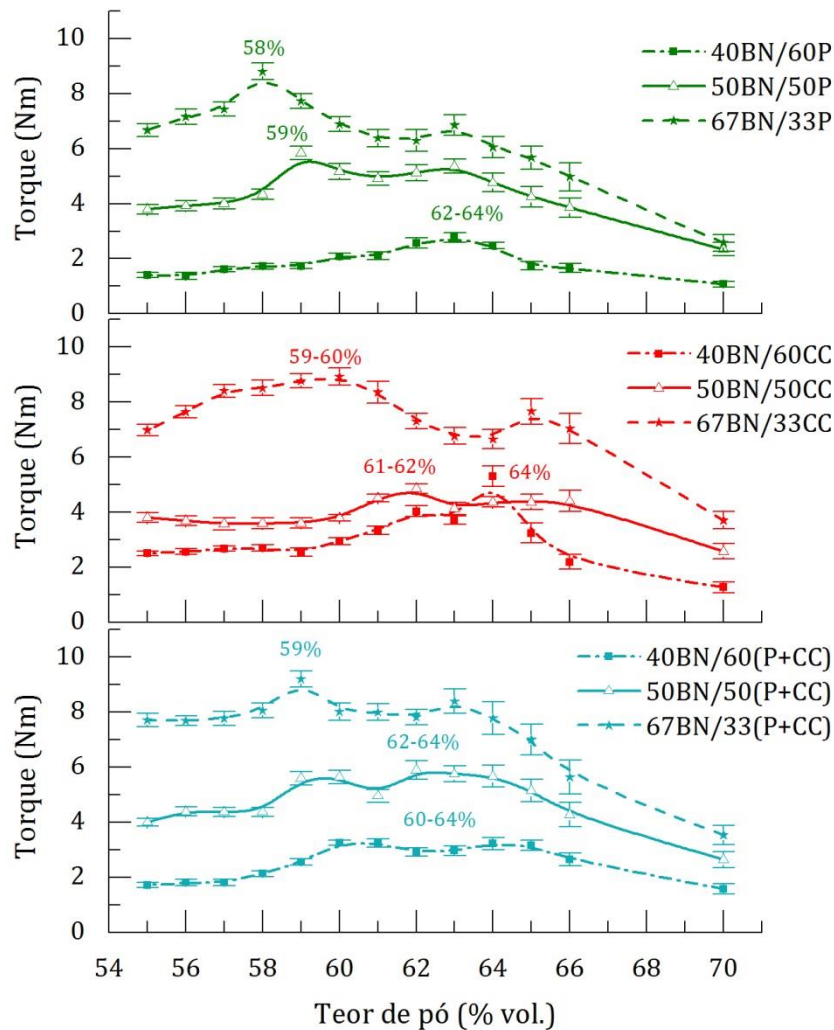 10
8
6
4
2
0
Torque (Nm)
58%
59%
62-64%
40BN/60P
50BN/50P
67BN/33P
10
8
6
4
2
0
Torque (Nm)
59-60%
61-62%
64%
40BN/60CC
50BN/50CC
67BN/33CC
10
8
6
4
2
0
Torque (Nm)
59%
62-64%
60-64%
40BN/60(P+CC)
50BN/50(P+CC)
67BN/33(P+CC)
54 56 58 60 62 64 66 68 70
Teor de pó (% vol.)